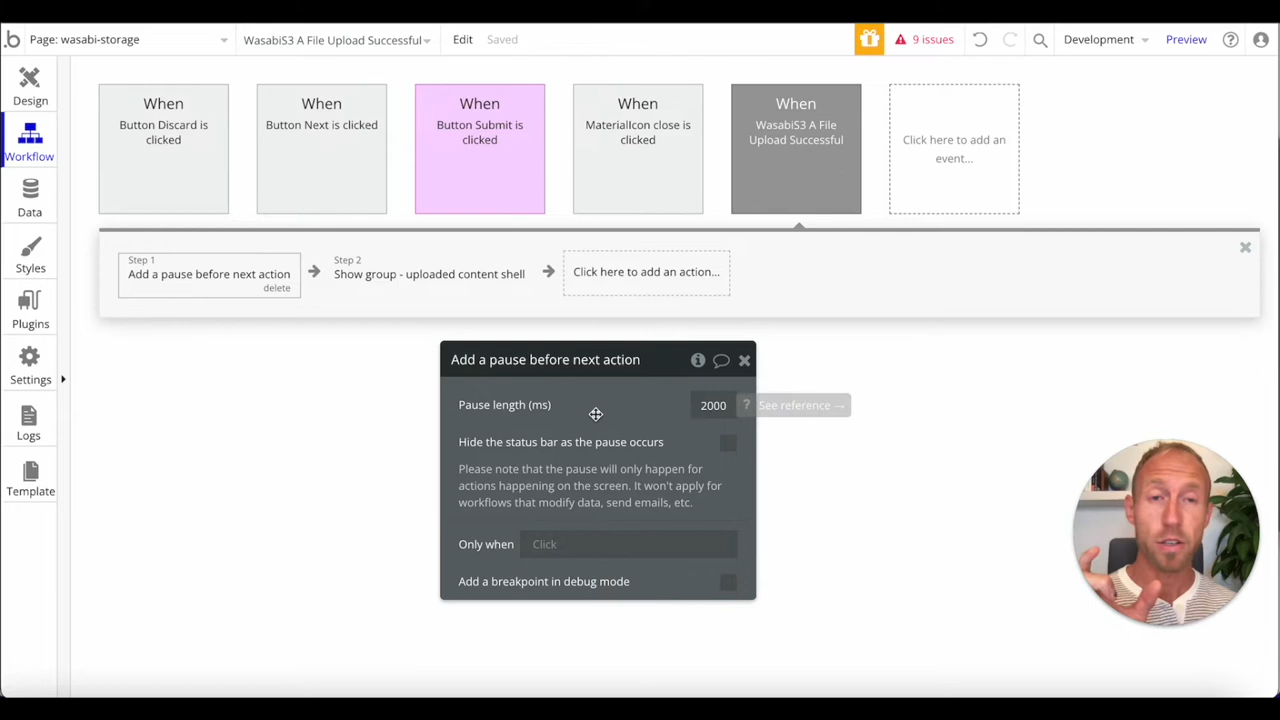 Page: wasabi-storage
WasabiS3 A File Upload Successful
Edit
Saved
9 issues
Development
Preview
Design
Workflow
Data
Styles
Plugins
Settings
Logs
Template
When
Button Discard is
clicked
When
Button Next is clicked
When
Button Submit is
clicked
When
MaterialIcon close is
clicked
When
WasabiS3 A File
Upload Successful
Click here to add an
event...
Step 1
Add a pause before next action
delete
Step 2
Show group - uploaded content shell
Click here to add an action...
Add a pause before next action
Pause length (ms)
2000
? See reference →
Hide the status bar as the pause occurs
Please note that the pause will only happen for
actions happening on the screen. It won't apply for
workflows that modify data, send emails, etc.
Only when
Click
Add a breakpoint in debug mode